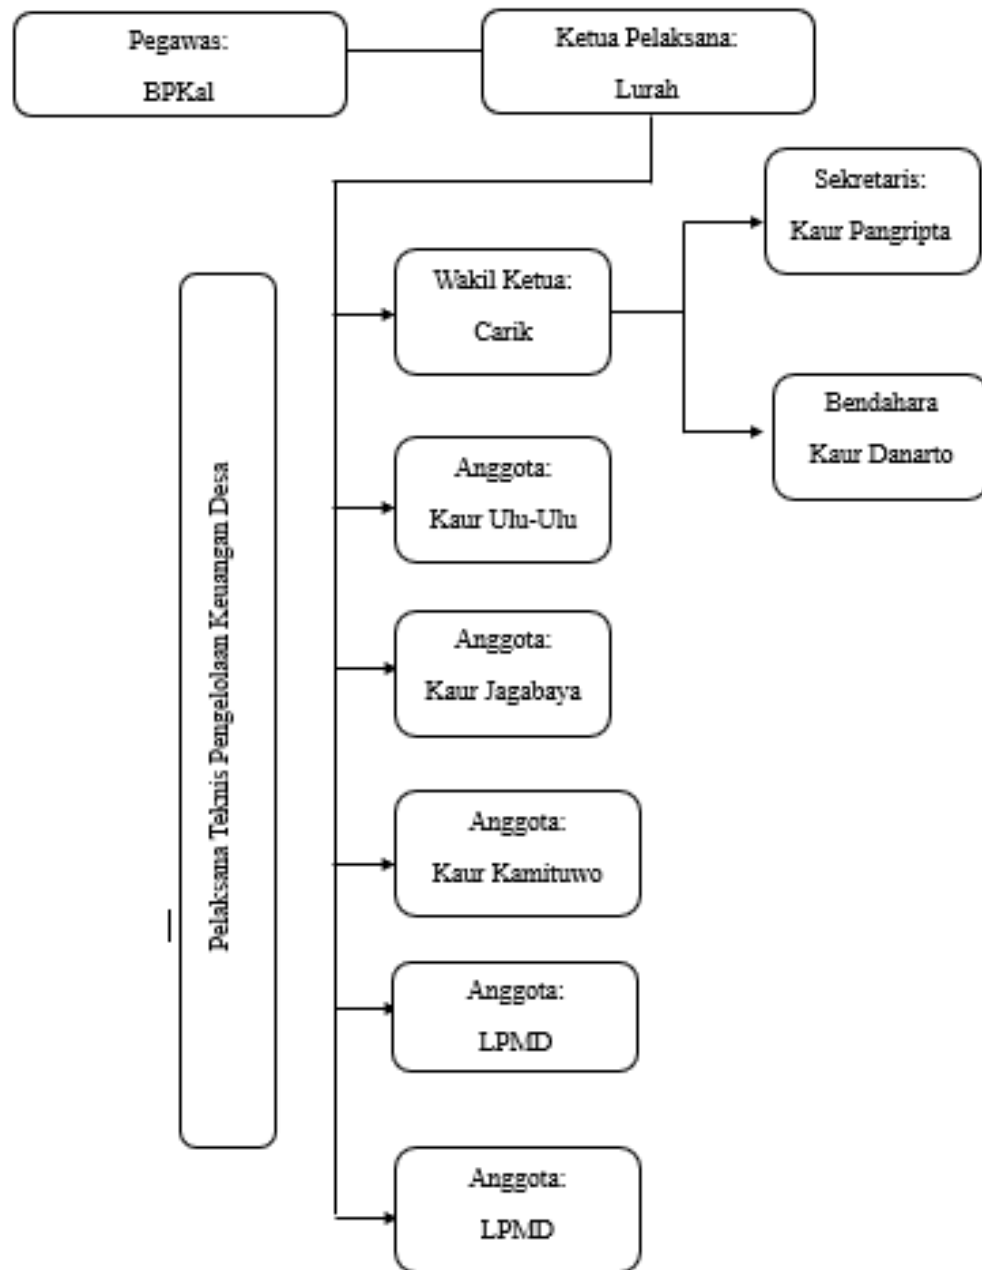 Pegawas:
BPKal
Ketua Pelaksana:
Lurah
Sekretaris:
Kaur Pangripta
Wakil Ketua:
Carik
Bendahara
Kaur Danarto
Pelaksana Teknis Pengelolaan Keuangan Desa
Anggota:
Kaur Ulu-Ulu
Anggota:
Kaur Jagabaya
Anggota:
Kaur Kamituwo
Anggota:
LPMD
Anggota:
LPMD